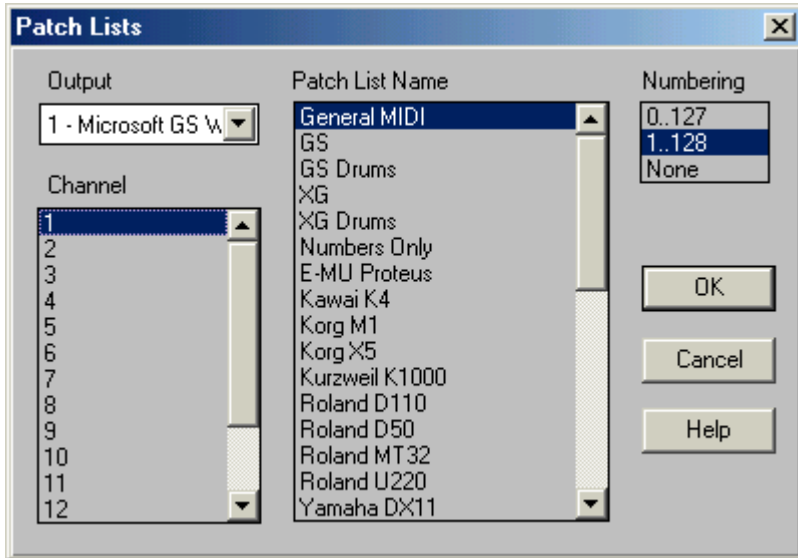 Patch Lists
Output
1 - Microsoft GS W
Channel
1
2
3
4
5
6
7
8
9
10
11
12
Patch List Name
General MIDI
GS
GS Drums
XG
XG Drums
Numbers Only
E-MU Proteus
Kawai K4
Korg M1
Korg X5
Kurzweil K1000
Roland D110
Roland D50
Roland MT32
Roland U220
Yamaha DX11
Numbering
0..127
1..128
None
OK
Cancel
Help